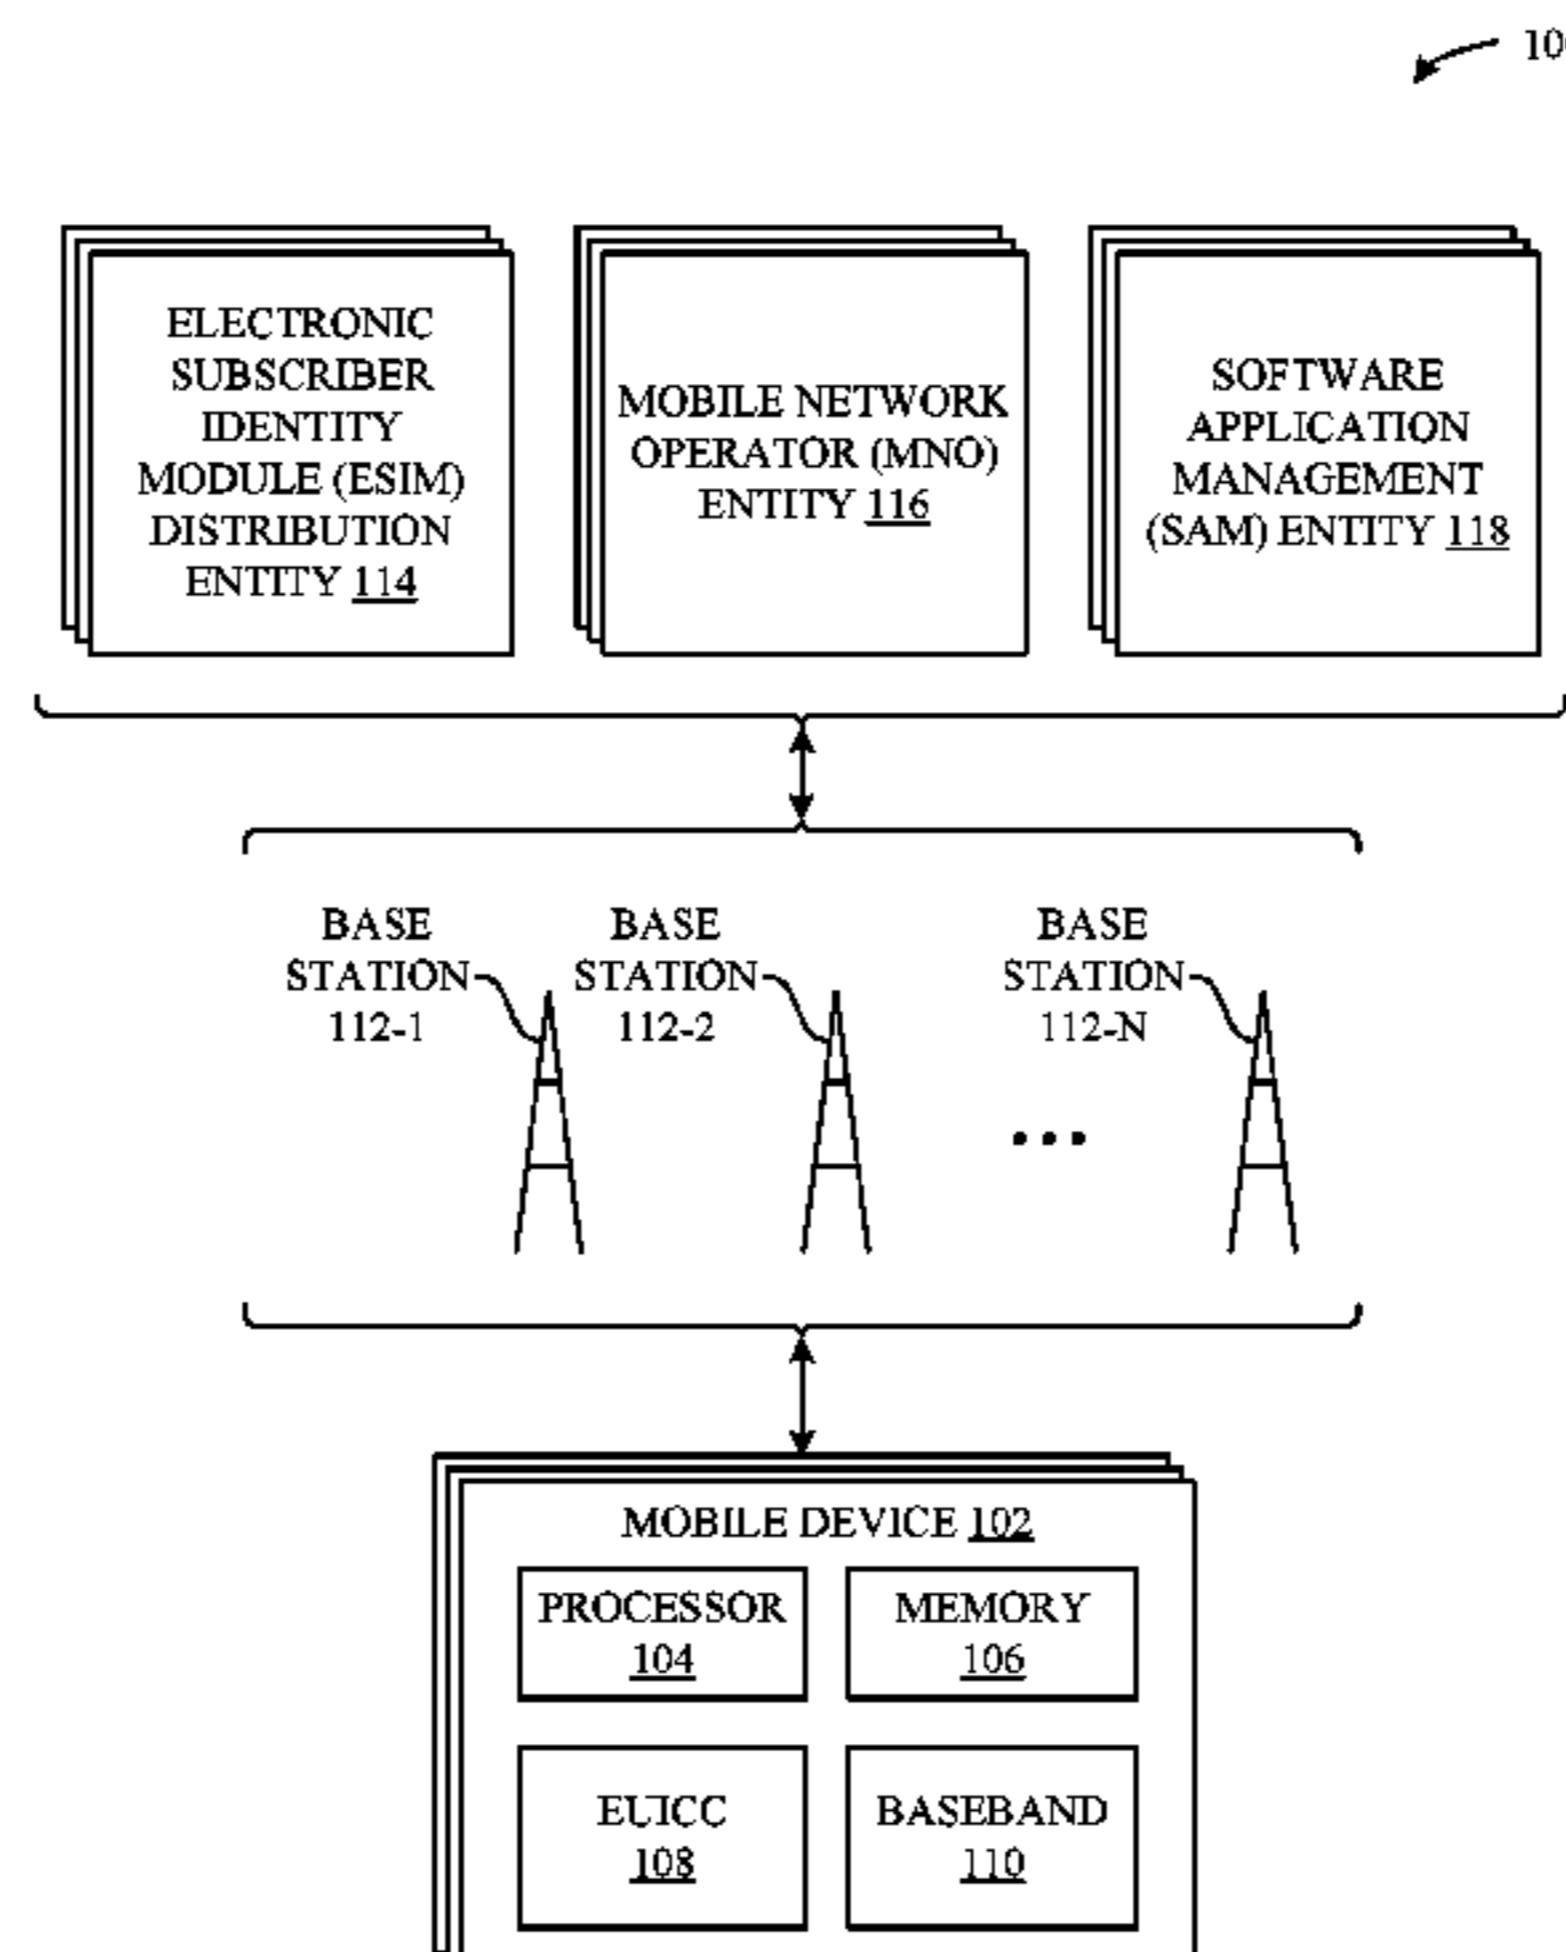 10
ELECTRONIC
SUBSCRIBER
IDENTITY
MODULE (ESIM)
DISTRIBUTION
ENTITY 114
MOBILE NETWORK
OPERATOR (MNO)
ENTITY 116
SOFTWARE
APPLICATION
MANAGEMENT
(SAM) ENTITY 118
BASE
STATION
112-1
BASE
STATION
112-2
BASE
STATION
112-N
MOBILE DEVICE 102
PROCESSOR
104
MEMORY
106
EUICC
108
BASEBAND
110